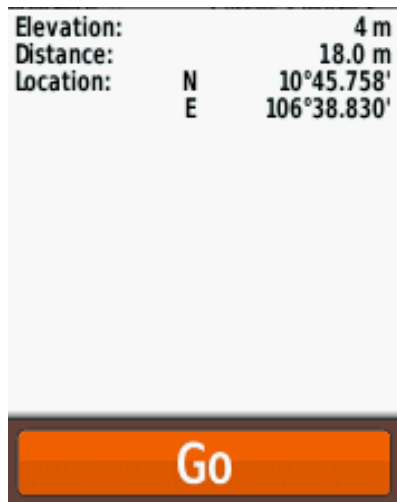 Elevation: 4 m
Distance: 18.0 m
Location: N 10°45.758'
E 106°38.830'
Go